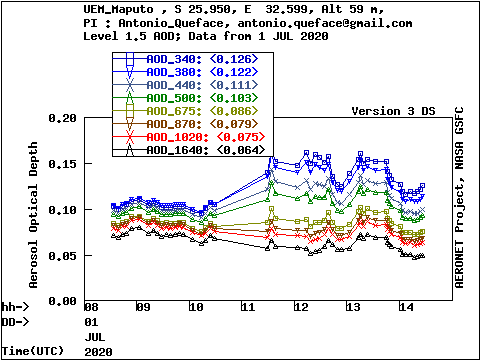 UEM_Maputo , S 25.950, E  32.599, Alt 59 m,
PI : Antonio_Queface, antonio.queface@gmail.com
Level 1.5 AOD; Data from 1 JUL 2020
AOD_340: <0.126>
AOD_380: <0.122>
AOD_440: <0.111>
AOD_500: <0.103>
AOD_675: <0.086>
AOD_870: <0.079>
AOD_1020: <0.075>
AOD_1640: <0.064>
Version 3 DS
Aerosol Optical Depth
0.20
0.15
0.10
0.05
0.00
AERONET Project, NASA GSFC
hh-> 08 09 10 11 12 13 14
DD-> 01
JUL
Time(UTC) 2020